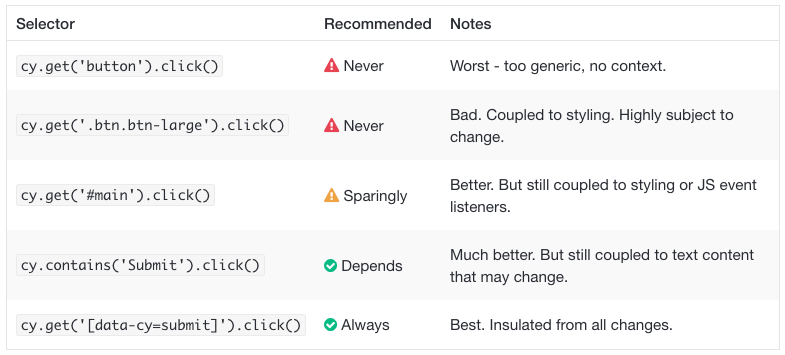 Selector Recommended Notes
cy.get('button').click() Never Worst - too generic, no context.
cy.get('.btn.btn-large').click() Never Bad. Coupled to styling. Highly subject to
change.
cy.get('#main').click() Sparingly Better. But still coupled to styling or JS event
listeners.
cy.contains('Submit').click() Depends Much better. But still coupled to text content
that may change.
cy.get('[data-cy=submit]').click() Always Best. Insulated from all changes.